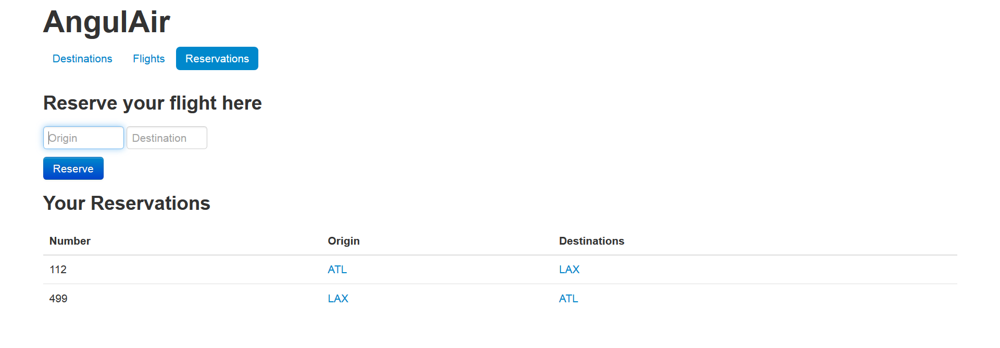 AngulAir
Destinations Flights Reservations
Reserve your flight here
Origin Destination
Reserve
Your Reservations
Number Origin Destinations
112 ATL LAX
499 LAX ATL